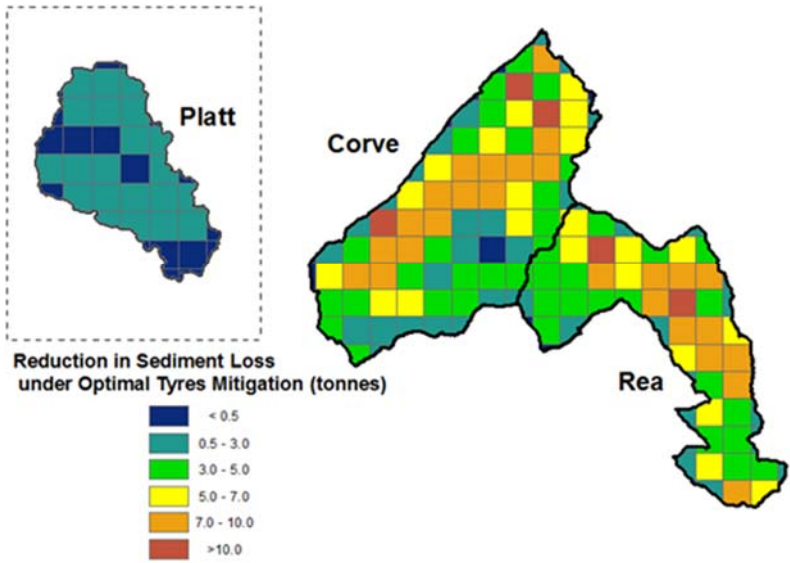 Platt
Corve
Rea
Reduction in Sediment Loss
under Optimal Tyres Mitigation (tonnes)
< 0.5
0.5 - 3.0
3.0 - 5.0
5.0 - 7.0
7.0 - 10.0
>10.0